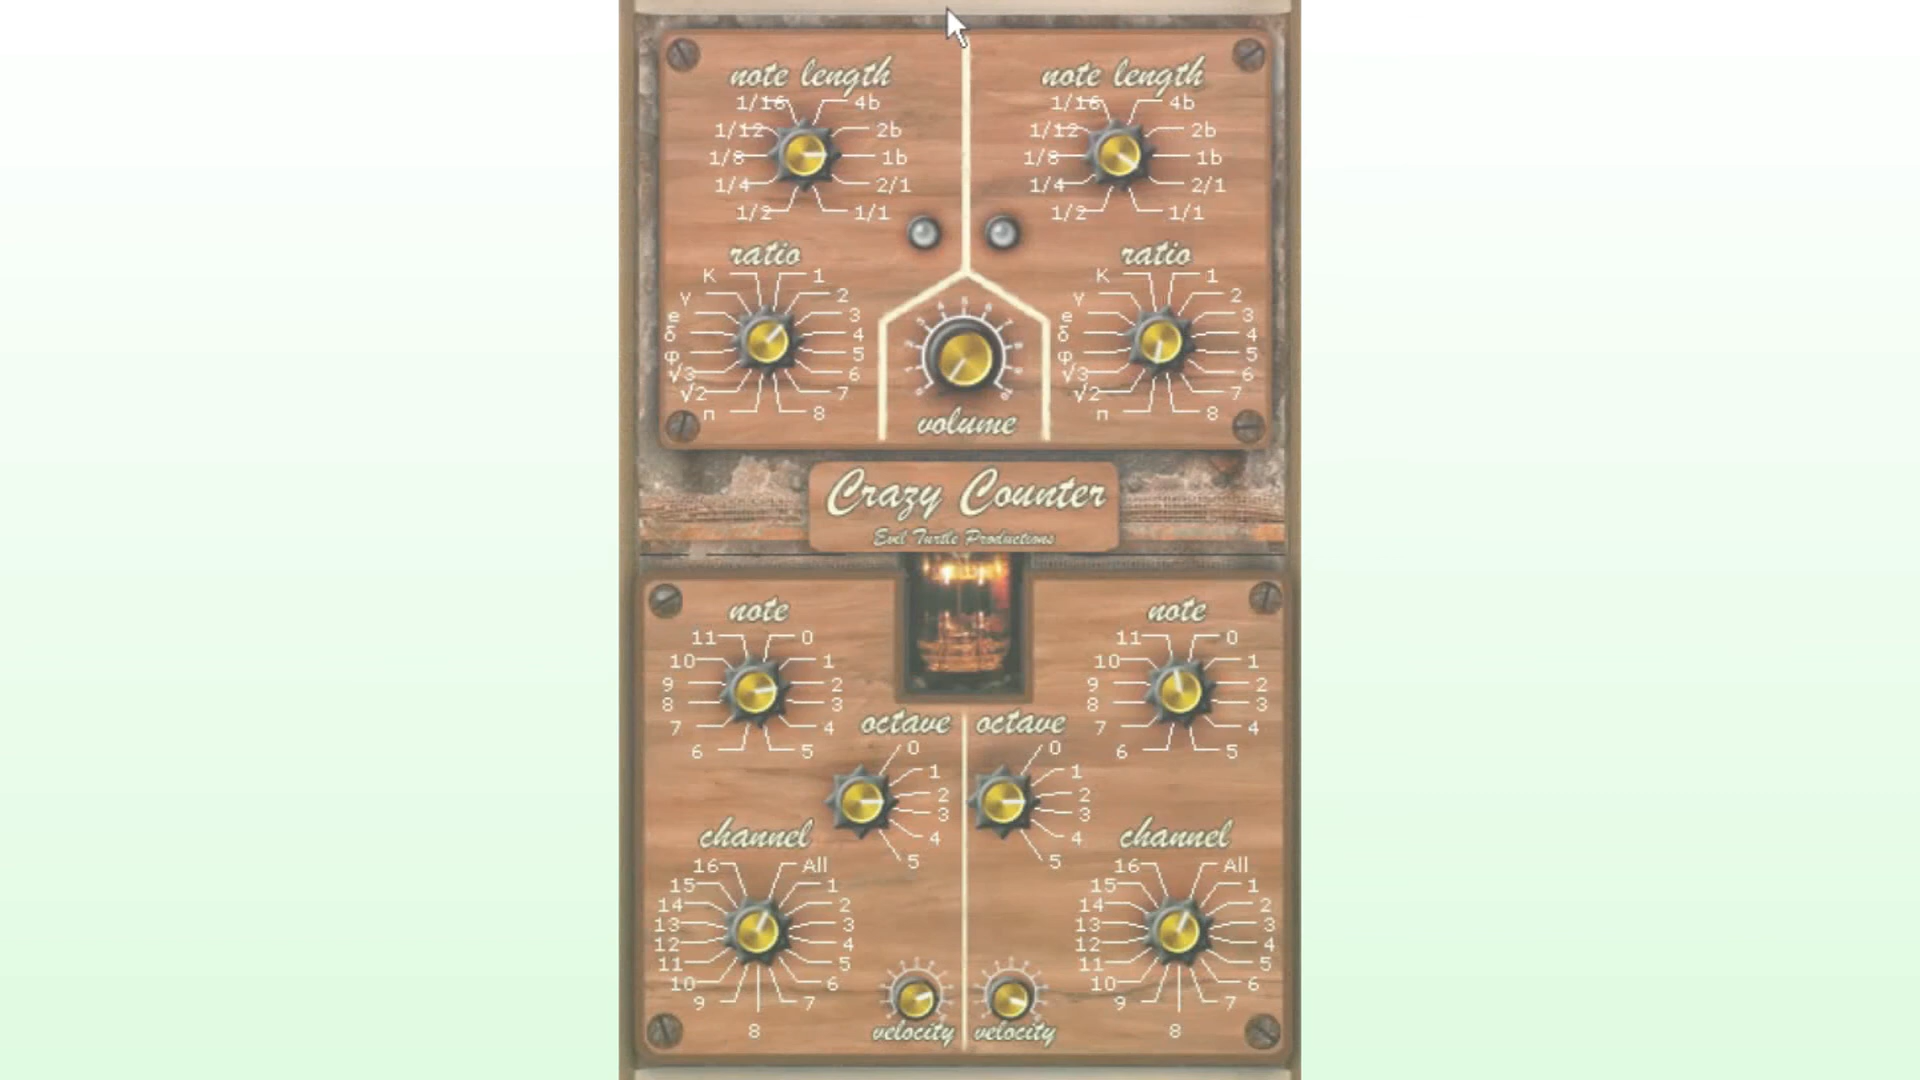 note length note length
1/16 4b 1/16 4b
1/12 2b 1/12 2b
1/8 1b 1/8 1b
1/4 2/1 1/4 2/1
1/2 1/1 1/2 1/1
ratio ratio
K 1 K 1
γ 2 γ 2
e 3 e 3
δ 4 δ 4
φ 5 φ 5
√3 6 √3 6
√2 7 √2 7
п 8 п 8
volume
Crazy Counter
Evil Turtle Productions
note note
11 0 11 0
10 1 10 1
9 2 9 2
8 3 8 3
7 4 7 4
6 5 6 5
octave octave
0 0
1 1
2 2
3 3
4 4
5 5
channel channel
16 All 16 All
15 1 15 1
14 2 14 2
13 3 13 3
12 4 12 4
11 5 11 5
10 6 10 6
9 7 9 7
8 8
velocity velocity